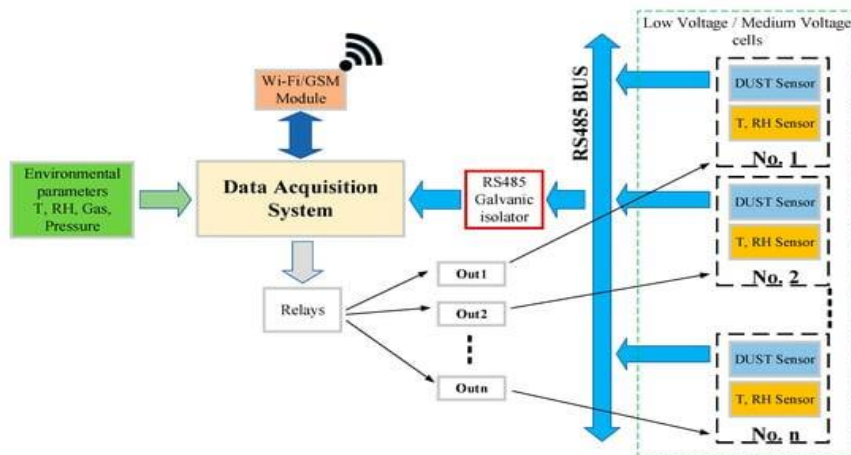 Low Voltage / Medium Voltage
cells
Wi-Fi/GSM
Module
Environmental
parameters
T, RH, Gas,
Pressure
Data Acquisition
System
RS485
Galvanic
isolator
RS485 BUS
DUST Sensor
T, RH Sensor
No. 1
DUST Sensor
T, RH Sensor
No. 2
DUST Sensor
T, RH Sensor
No. n
Relays
Out1
Out2
Outn